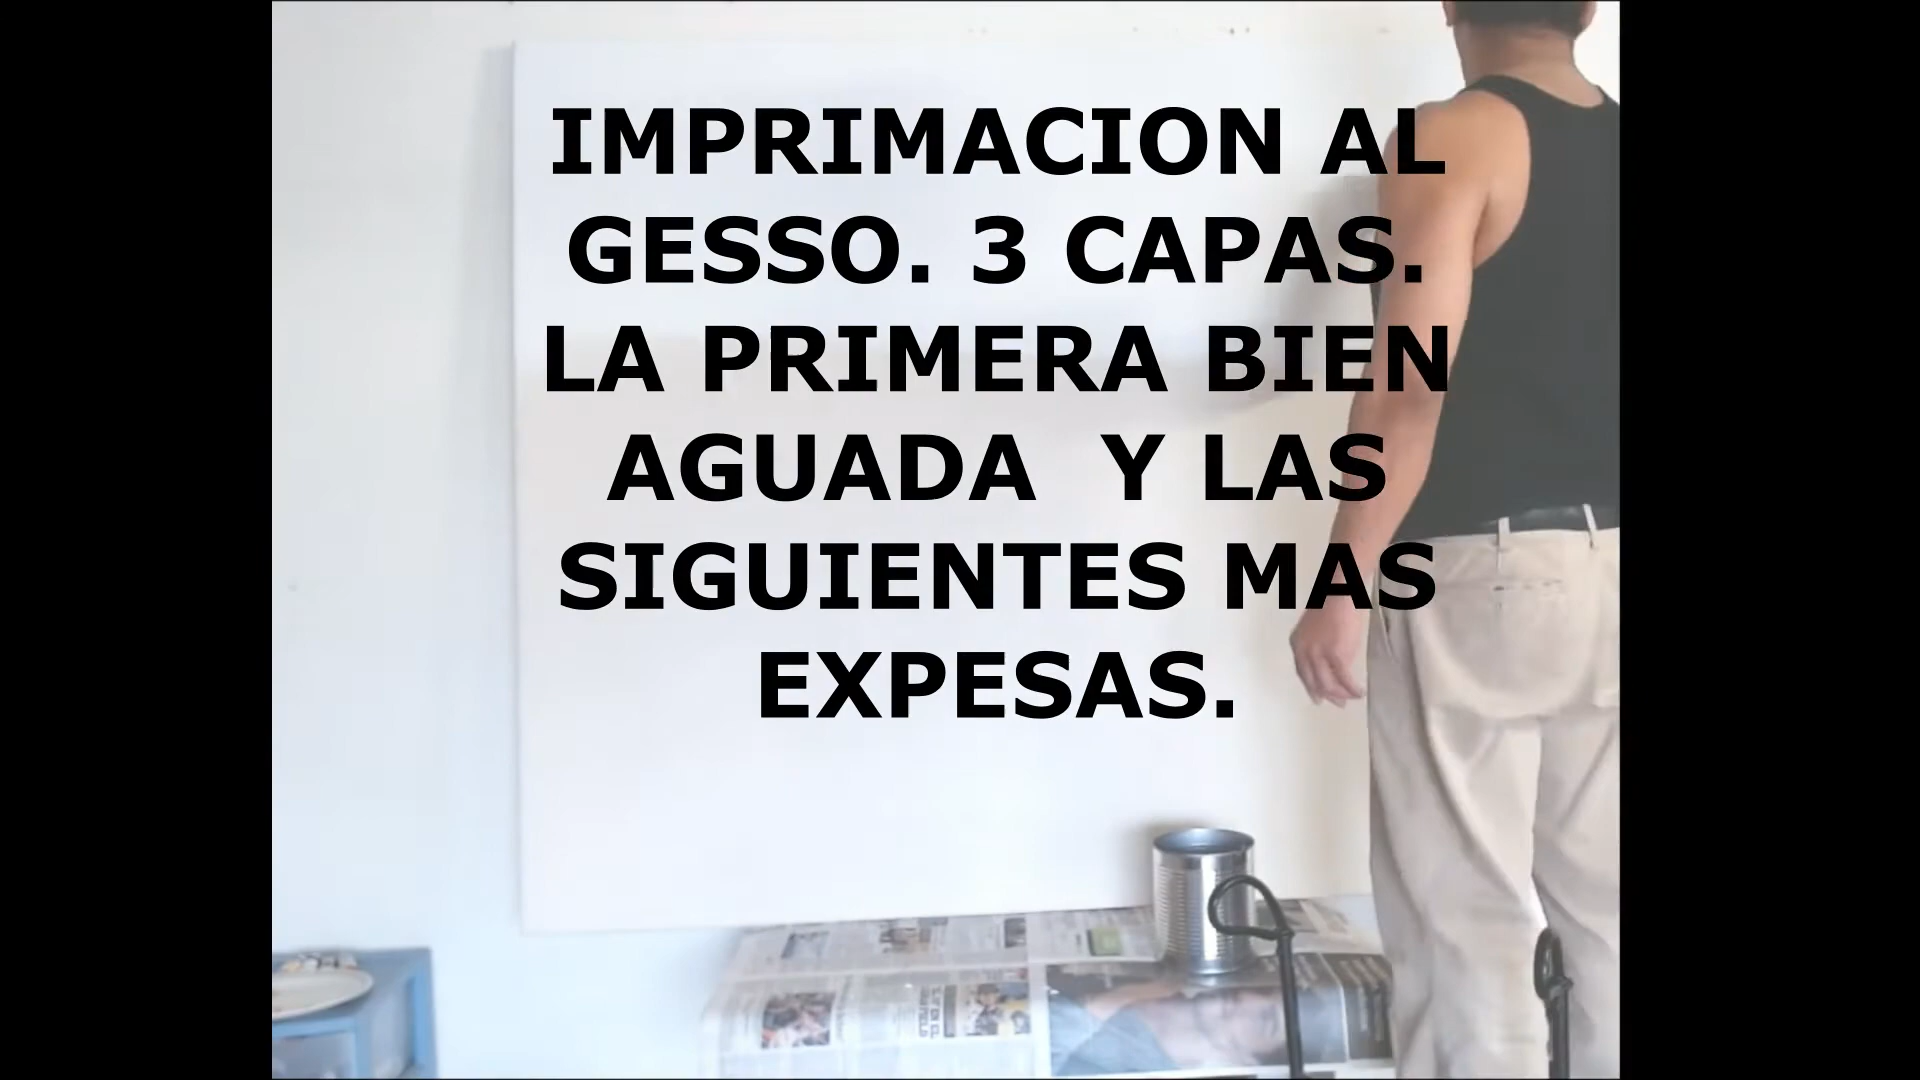 IMPRIMACION AL
GESSO. 3 CAPAS.
LA PRIMERA BIEN
AGUADA  Y LAS
SIGUIENTES MAS
EXPESAS.